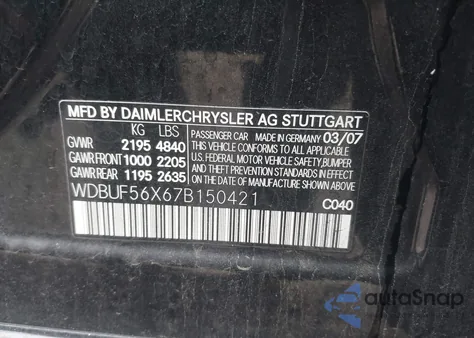 MFD BY DAIMLERCHRYSLER AG STUTTGART
KG LBS
GVWR 2195 4840
GAWR FRONT 1000 2205
GAWR REAR 1195 2635
PASSENGER CAR MADE IN GERMANY 03/07
THIS VEHICLE CONFORMS TO ALL APPLICABLE
U.S. FEDERAL MOTOR VEHICLE SAFETY, BUMPER
AND THEFT PREVENTION STANDARDS IN EFFECT
ON THE DATE OF MANUFACTURE SHOWN ABOVE
WDBUF56X67B150421
C040
autoSnap